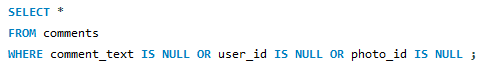 SELECT *
FROM comments
WHERE comment_text IS NULL OR user_id IS NULL OR photo_id IS NULL ;